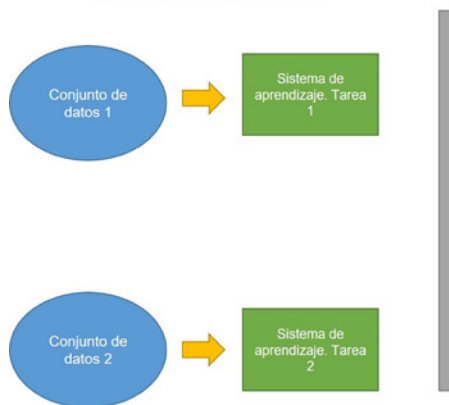 Conjunto de
datos 1
Sistema de
aprendizaje. Tarea
1
Conjunto de
datos 2
Sistema de
aprendizaje. Tarea
2